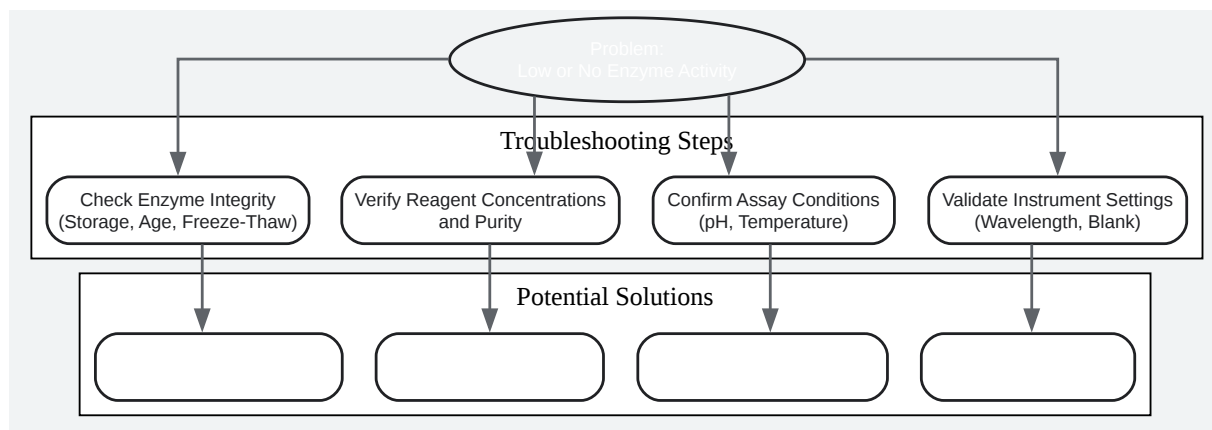 Problem:
Low or No Enzyme Activity
Troubleshooting Steps
Check Enzyme Integrity
(Storage, Age, Freeze-Thaw)
Verify Reagent Concentrations
and Purity
Confirm Assay Conditions
(pH, Temperature)
Validate Instrument Settings
(Wavelength, Blank)
Potential Solutions